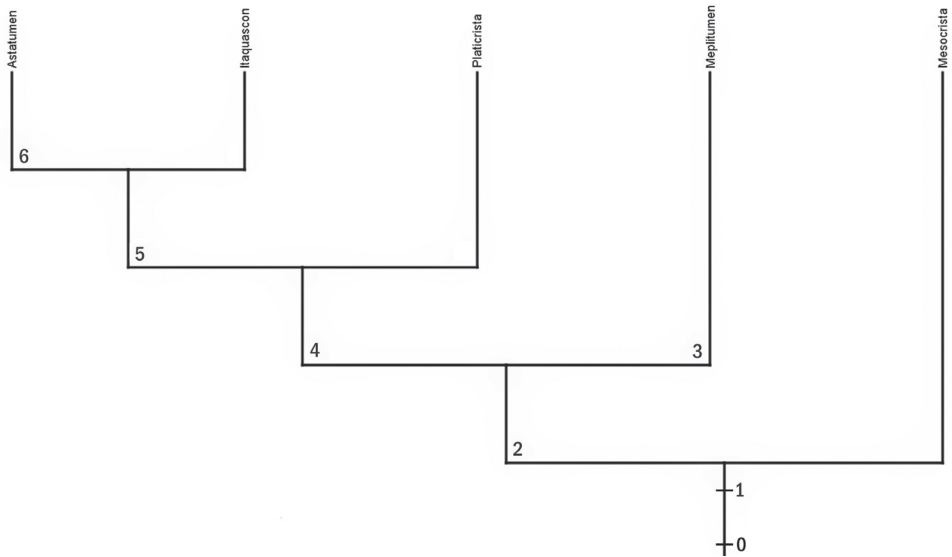 Astatumen
Itaquascon
Platicrista
Meplitumen
Mesocrista
6
5
4
3
2
1
0